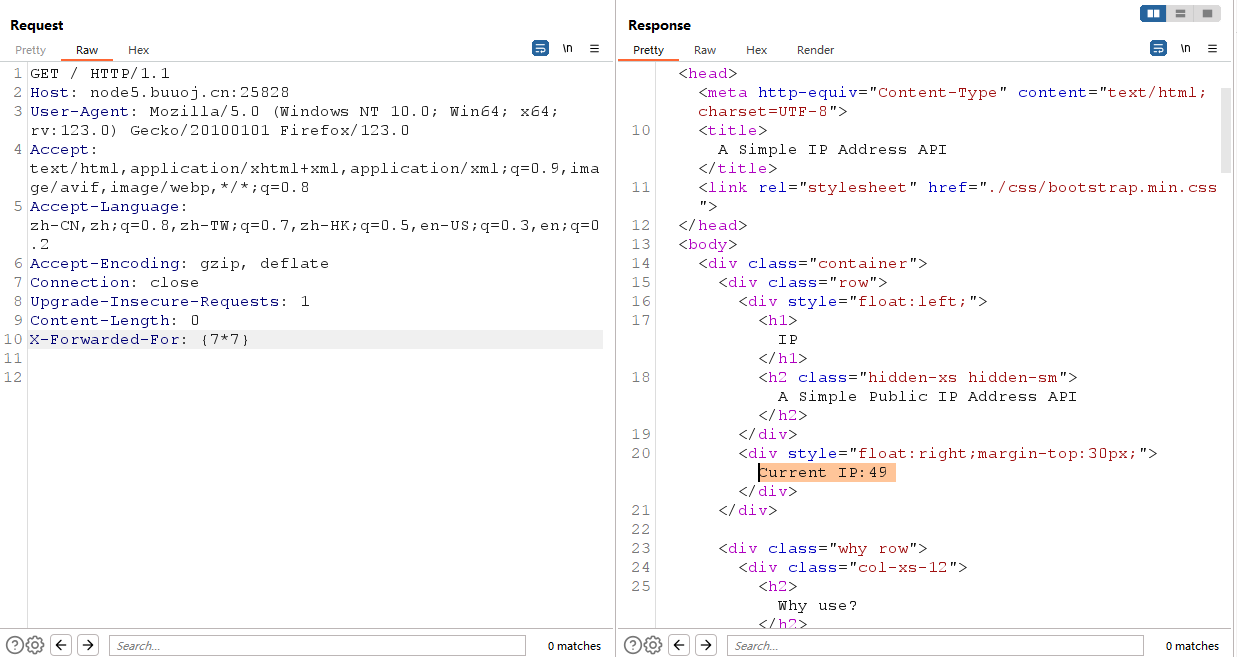 Request
Pretty Raw Hex \n
1 GET / HTTP/1.1
2 Host: node5.buuoj.cn:25828
3 User-Agent: Mozilla/5.0 (Windows NT 10.0; Win64; x64;
rv:123.0) Gecko/20100101 Firefox/123.0
4 Accept:
text/html,application/xhtml+xml,application/xml;q=0.9,ima
ge/avif,image/webp,*/*;q=0.8
5 Accept-Language:
zh-CN,zh;q=0.8,zh-TW;q=0.7,zh-HK;q=0.5,en-US;q=0.3,en;q=0
.2
6 Accept-Encoding: gzip, deflate
7 Connection: close
8 Upgrade-Insecure-Requests: 1
9 Content-Length: 0
10 X-Forwarded-For: {7*7}
11
12
Search... 0 matches
Response
Pretty Raw Hex Render \n
<head>
<meta http-equiv="Content-Type" content="text/html;
charset=UTF-8">
10 <title>
A Simple IP Address API
</title>
11 <link rel="stylesheet" href="./css/bootstrap.min.css
">
12 </head>
13 <body>
14 <div class="container">
15 <div class="row">
16 <div style="float:left;">
17 <h1>
IP
</h1>
18 <h2 class="hidden-xs hidden-sm">
A Simple Public IP Address API
</h2>
19 </div>
20 <div style="float:right;margin-top:30px;">
Current IP:49
</div>
21 </div>
22
23 <div class="why row">
24 <div class="col-xs-12">
25 <h2>
Why use?
</h2>
Search... 0 matches